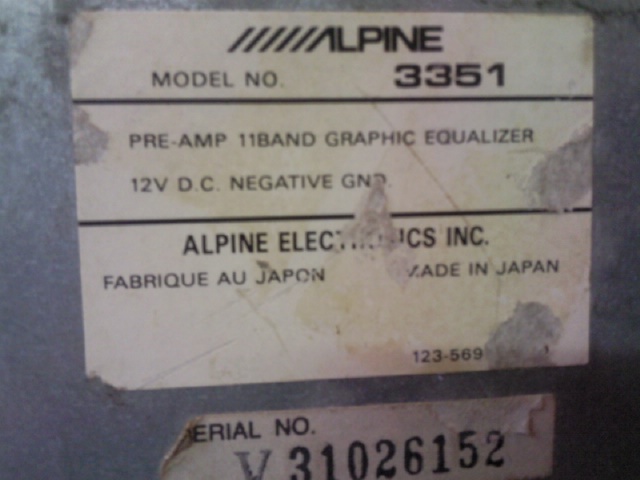 ALPINE
MODEL NO. 3351
PRE-AMP 11BAND GRAPHIC EQUALIZER
12V D.C. NEGATIVE GND.
ALPINE ELECTRONICS INC.
FABRIQUE AU JAPON MADE IN JAPAN
123-569
SERIAL NO.
V 31026152